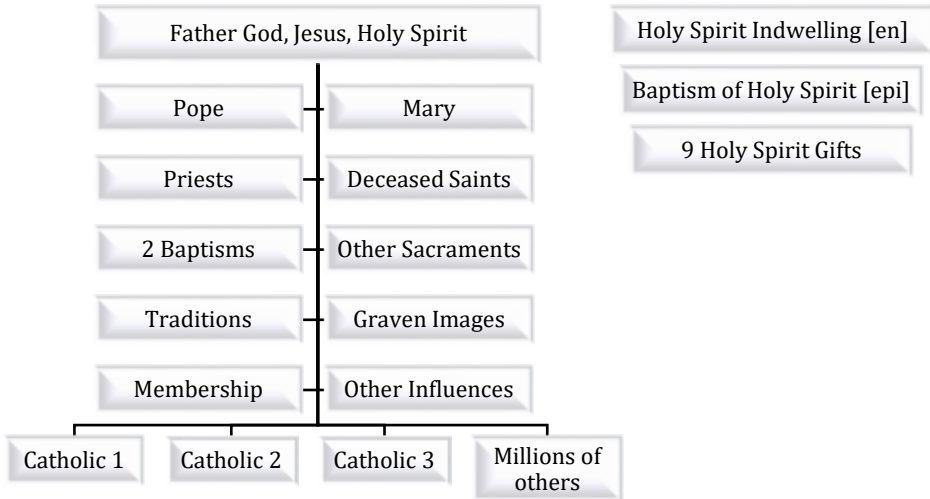 Father God, Jesus, Holy Spirit
Pope
Mary
Priests
Deceased Saints
2 Baptisms
Other Sacraments
Traditions
Graven Images
Membership
Other Influences
Catholic 1
Catholic 2
Catholic 3
Millions of
others
Holy Spirit Indwelling [en]
Baptism of Holy Spirit [epi]
9 Holy Spirit Gifts